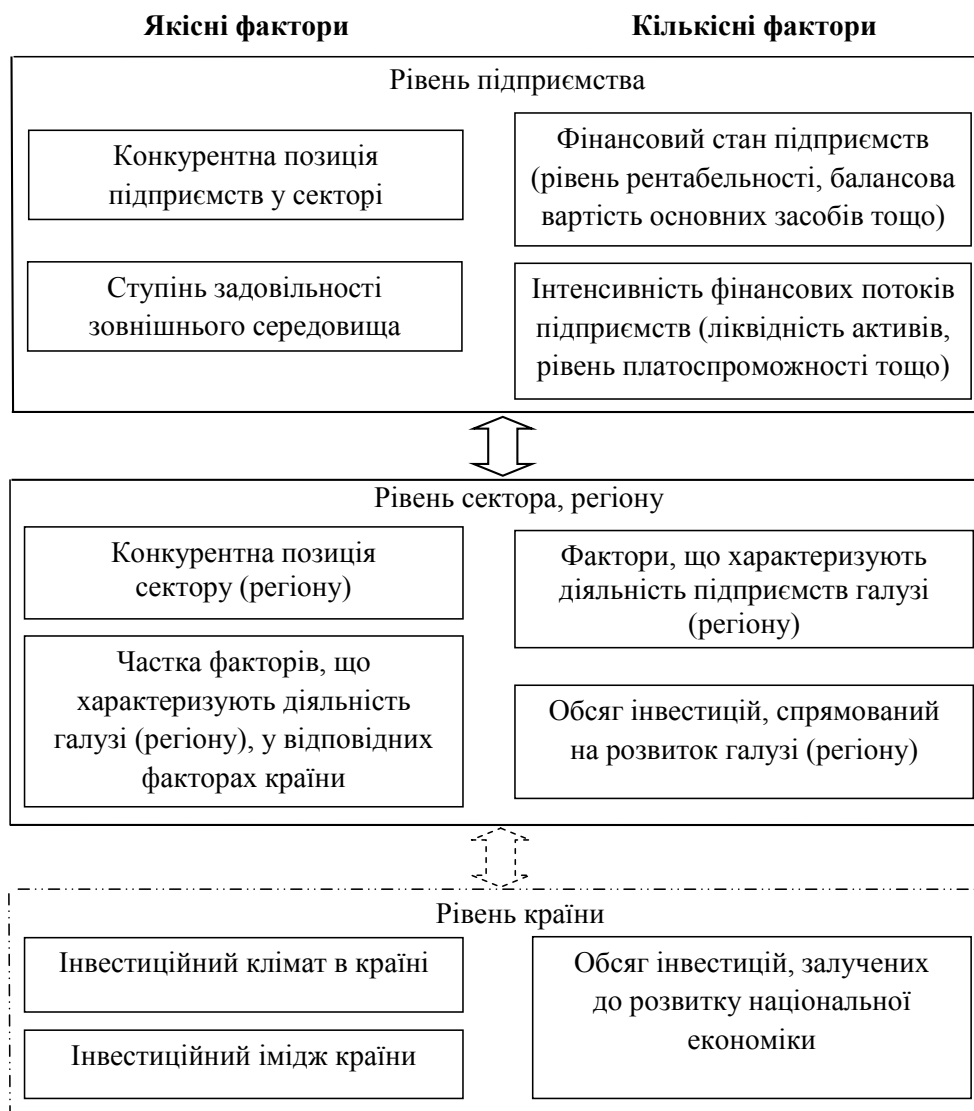 Якісні фактори
Кількісні фактори
Рівень підприємства
Конкурентна позиція
підприємств у секторі
Фінансовий стан підприємств
(рівень рентабельності, балансова
вартість основних засобів тощо)
Ступінь задовільності
зовнішнього середовища
Інтенсивність фінансових потоків
підприємств (ліквідність активів,
рівень платоспроможності тощо)
Рівень сектора, регіону
Конкурентна позиція
сектору (регіону)
Фактори, що характеризують
діяльність підприємств галузі
(регіону)
Частка факторів, що
характеризують діяльність
галузі (регіону), у відповідних
факторах країни
Обсяг інвестицій, спрямований
на розвиток галузі (регіону)
Рівень країни
Інвестиційний клімат в країні
Обсяг інвестицій, залучених
до розвитку національної
економіки
Інвестиційний імідж країни